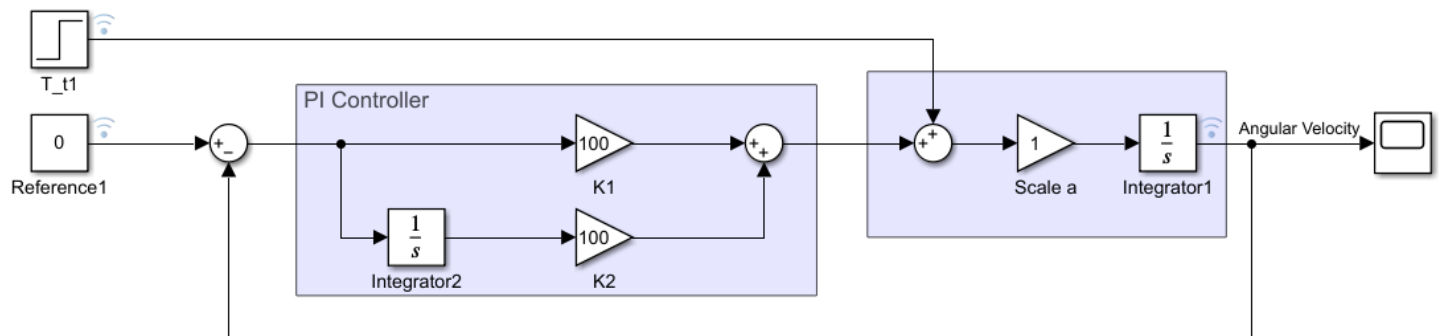 T_t1
PI Controller
0
+
−
100
+
+
+
+
1
1
s
Angular Velocity
Reference1
K1
Scale a
Integrator1
1
s
100
Integrator2
K2